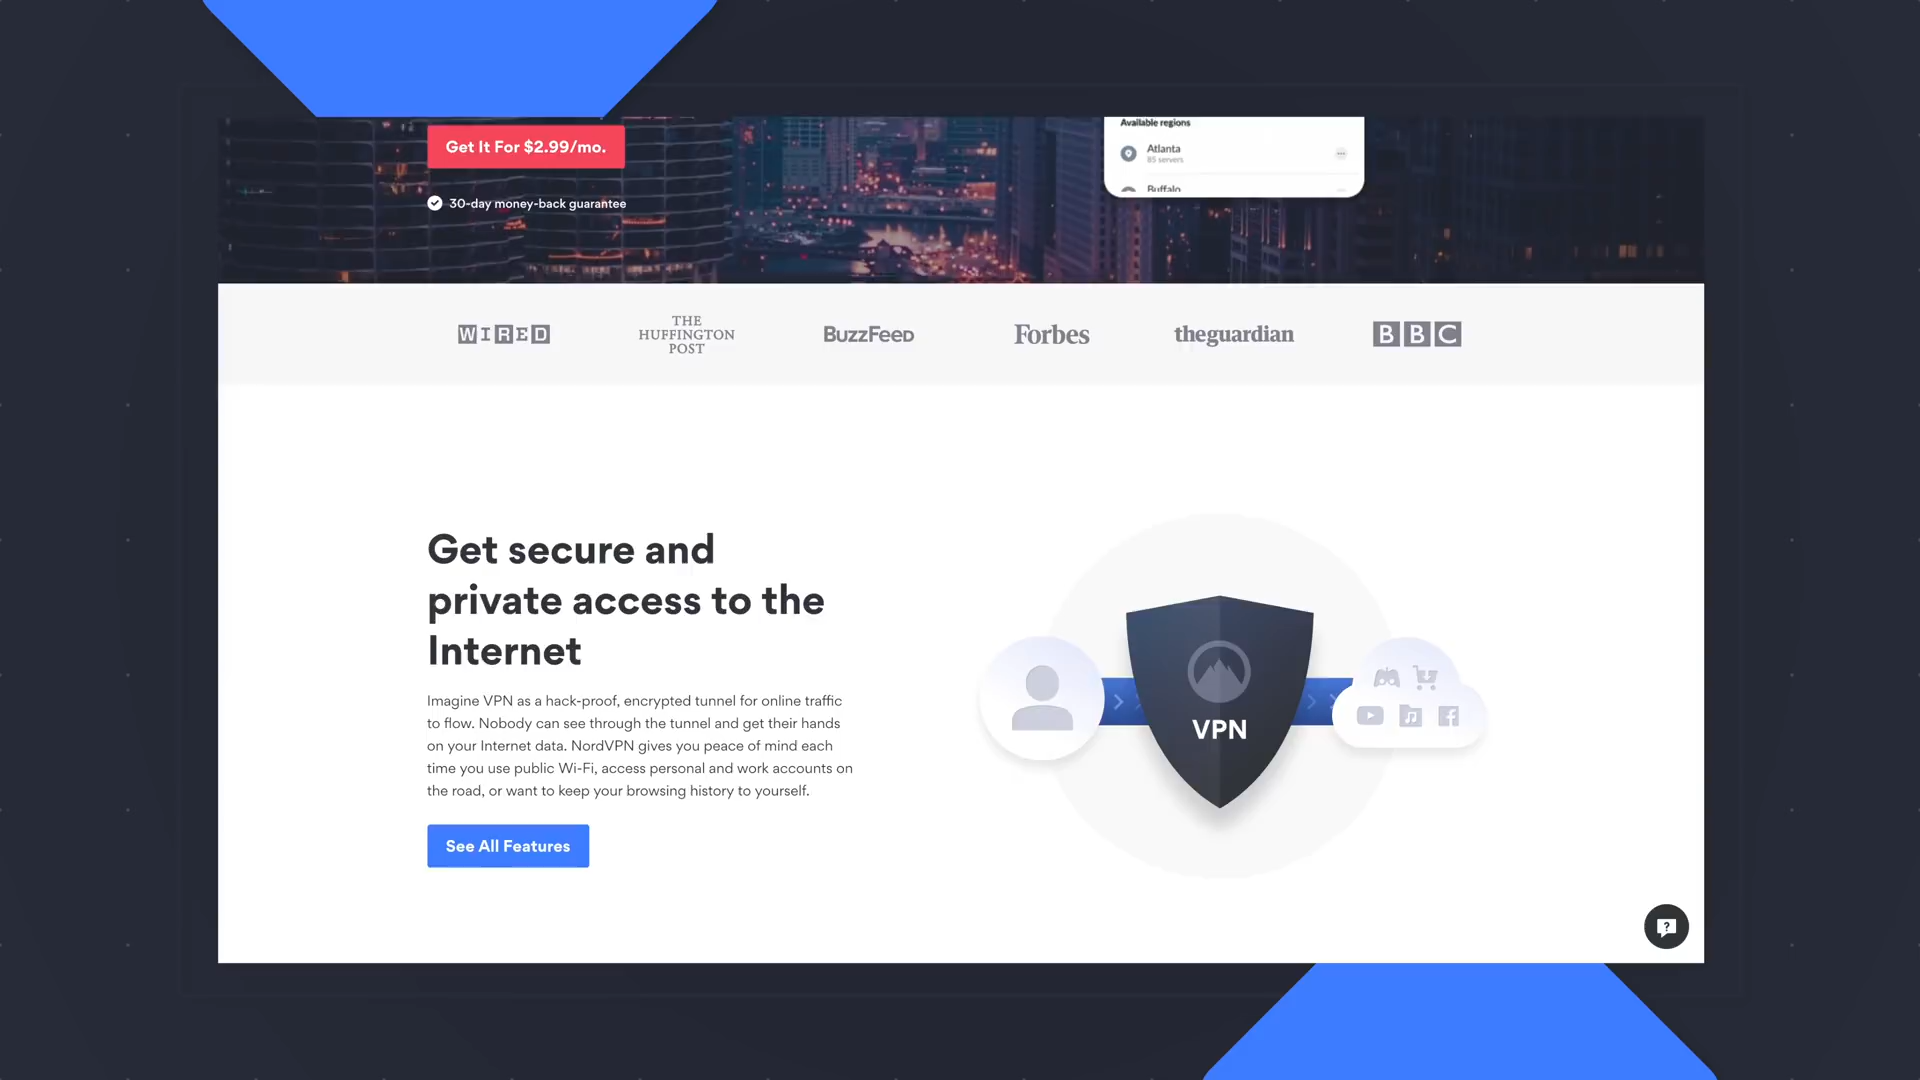 Get It For $2.99/mo.
30-day money-back guarantee
Available regions
Atlanta
85 servers
Buffalo
WIRED
THE
HUFFINGTON
POST
BuzzFeeD
Forbes
theguardian
BBC
Get secure and
private access to the
Internet
Imagine VPN as a hack-proof, encrypted tunnel for online traffic
to flow. Nobody can see through the tunnel and get their hands
on your Internet data. NordVPN gives you peace of mind each
time you use public Wi-Fi, access personal and work accounts on
the road, or want to keep your browsing history to yourself.
See All Features
VPN